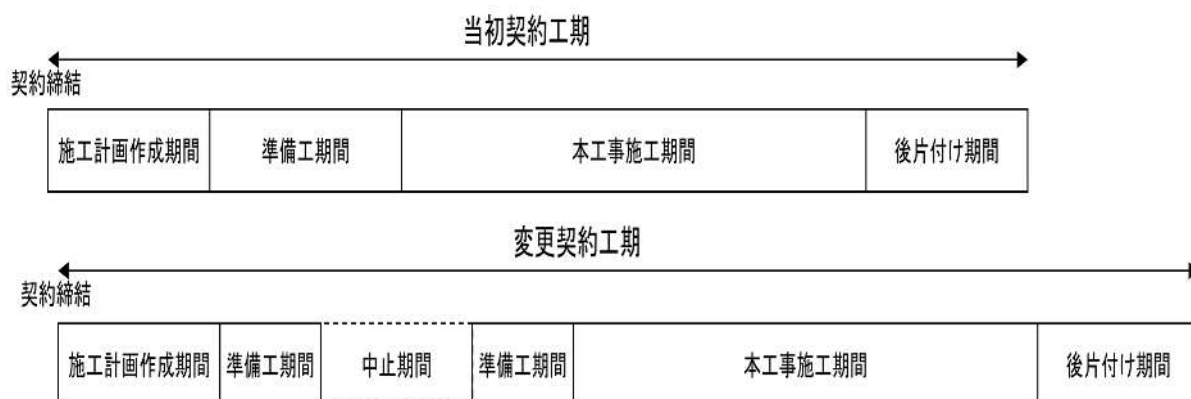 当初契約工期
契約締結
施工計画作成期間 準備工期間 本工事施工期間 後片付け期間
変更契約工期
契約締結
施工計画作成期間 準備工期間 中止期間 準備工期間 本工事施工期間 後片付け期間